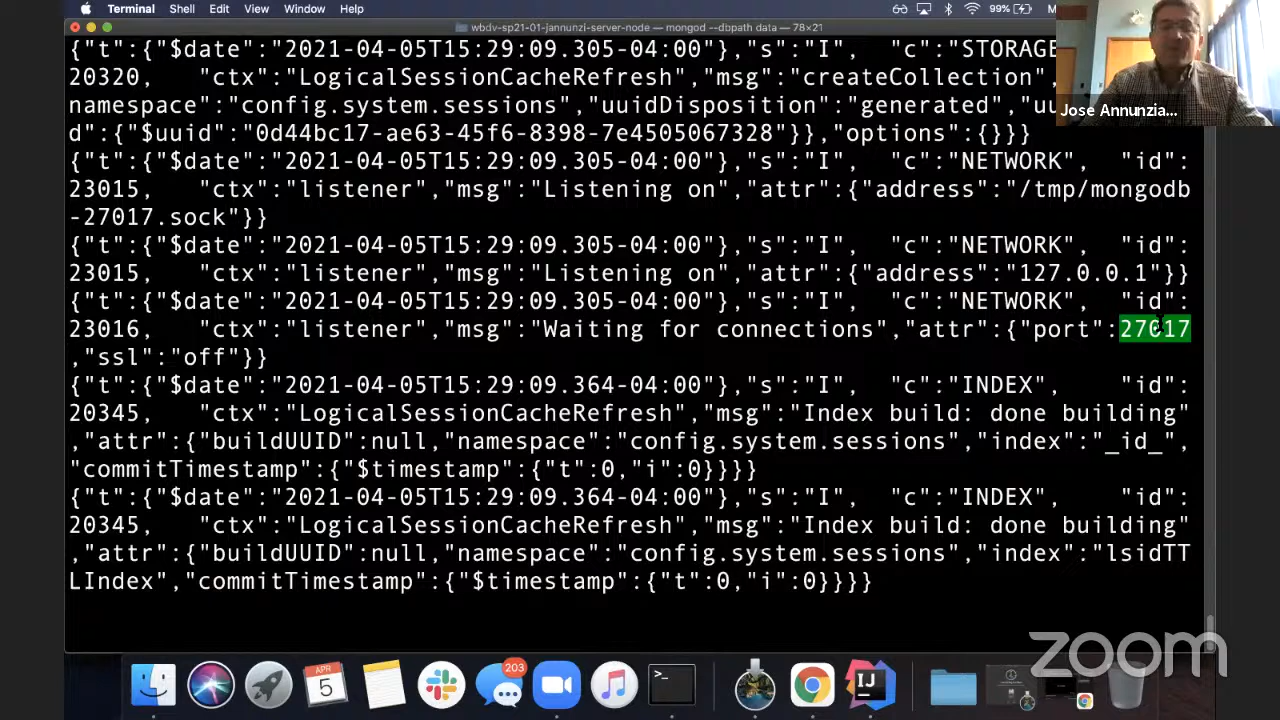 Terminal Shell Edit View Window Help 99% M
wbdv-sp21-01-jannunzi-server-node — mongod --dbpath data — 78×21
{"t":{"$date":"2021-04-05T15:29:09.305-04:00"},"s":"I", "c":"STORAGE
20320, "ctx":"LogicalSessionCacheRefresh","msg":"createCollection",
namespace":"config.system.sessions","uuidDisposition":"generated","uu
d":{"$uuid":"0d44bc17-ae63-45f6-8398-7e4505067328"}},"options":{}}}
{"t":{"$date":"2021-04-05T15:29:09.305-04:00"},"s":"I", "c":"NETWORK", "id":
23015, "ctx":"listener","msg":"Listening on","attr":{"address":"/tmp/mongodb
-27017.sock"}}
{"t":{"$date":"2021-04-05T15:29:09.305-04:00"},"s":"I", "c":"NETWORK", "id":
23015, "ctx":"listener","msg":"Listening on","attr":{"address":"127.0.0.1"}}
{"t":{"$date":"2021-04-05T15:29:09.305-04:00"},"s":"I", "c":"NETWORK", "id":
23016, "ctx":"listener","msg":"Waiting for connections","attr":{"port":27017
,"ssl":"off"}}
{"t":{"$date":"2021-04-05T15:29:09.364-04:00"},"s":"I", "c":"INDEX", "id":
20345, "ctx":"LogicalSessionCacheRefresh","msg":"Index build: done building"
,"attr":{"buildUUID":null,"namespace":"config.system.sessions","index":"_id_",
"commitTimestamp":{"$timestamp":{"t":0,"i":0}}}}
{"t":{"$date":"2021-04-05T15:29:09.364-04:00"},"s":"I", "c":"INDEX", "id":
20345, "ctx":"LogicalSessionCacheRefresh","msg":"Index build: done building"
,"attr":{"buildUUID":null,"namespace":"config.system.sessions","index":"lsidTT
LIndex","commitTimestamp":{"$timestamp":{"t":0,"i":0}}}}
Jose Annunzia...
zoom
APR
5
203
>_
IJ